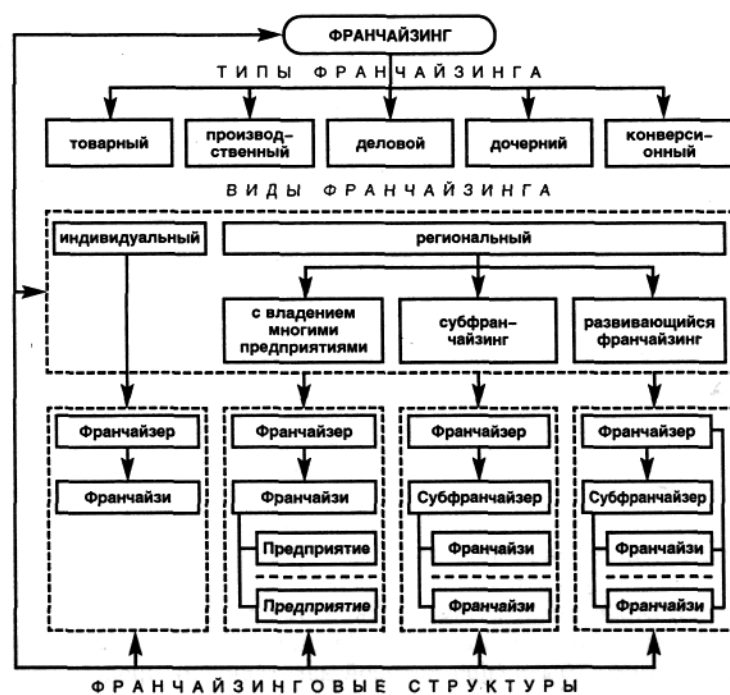 ФРАНЧАЙЗИНГ
ТИПЫ ФРАНЧАЙЗИНГА
товарный
производ–
ственный
деловой
дочерний
конверси–
онный
ВИДЫ ФРАНЧАЙЗИНГА
индивидуальный
региональный
с владением
многими
предприятиями
субфран–
чайзинг
развивающийся
франчайзинг
Франчайзер
Франчайзер
Франчайзер
Франчайзер
Франчайзи
Франчайзи
Субфранчайзер
Субфранчайзер
Предприятие
Франчайзи
Франчайзи
Предприятие
Франчайзи
Франчайзи
ФРАНЧАЙЗИНГОВЫЕ СТРУКТУРЫ